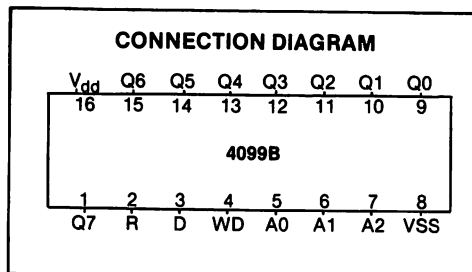 CONNECTION DIAGRAM
Vdd Q6 Q5 Q4 Q3 Q2 Q1 Q0
16 15 14 13 12 11 10 9
4099B
1 2 3 4 5 6 7 8
Q7 R D WD A0 A1 A2 VSS